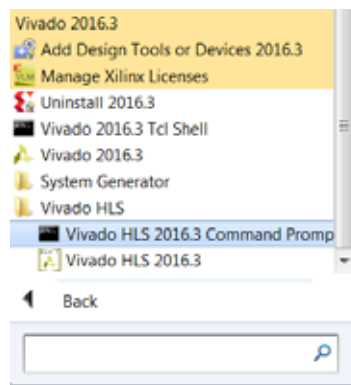 Vivado 2016.3
Add Design Tools or Devices 2016.3
Manage Xilinx Licenses
Uninstall 2016.3
Vivado 2016.3 Tcl Shell
Vivado 2016.3
System Generator
Vivado HLS
Vivado HLS 2016.3 Command Promp
Vivado HLS 2016.3
Back